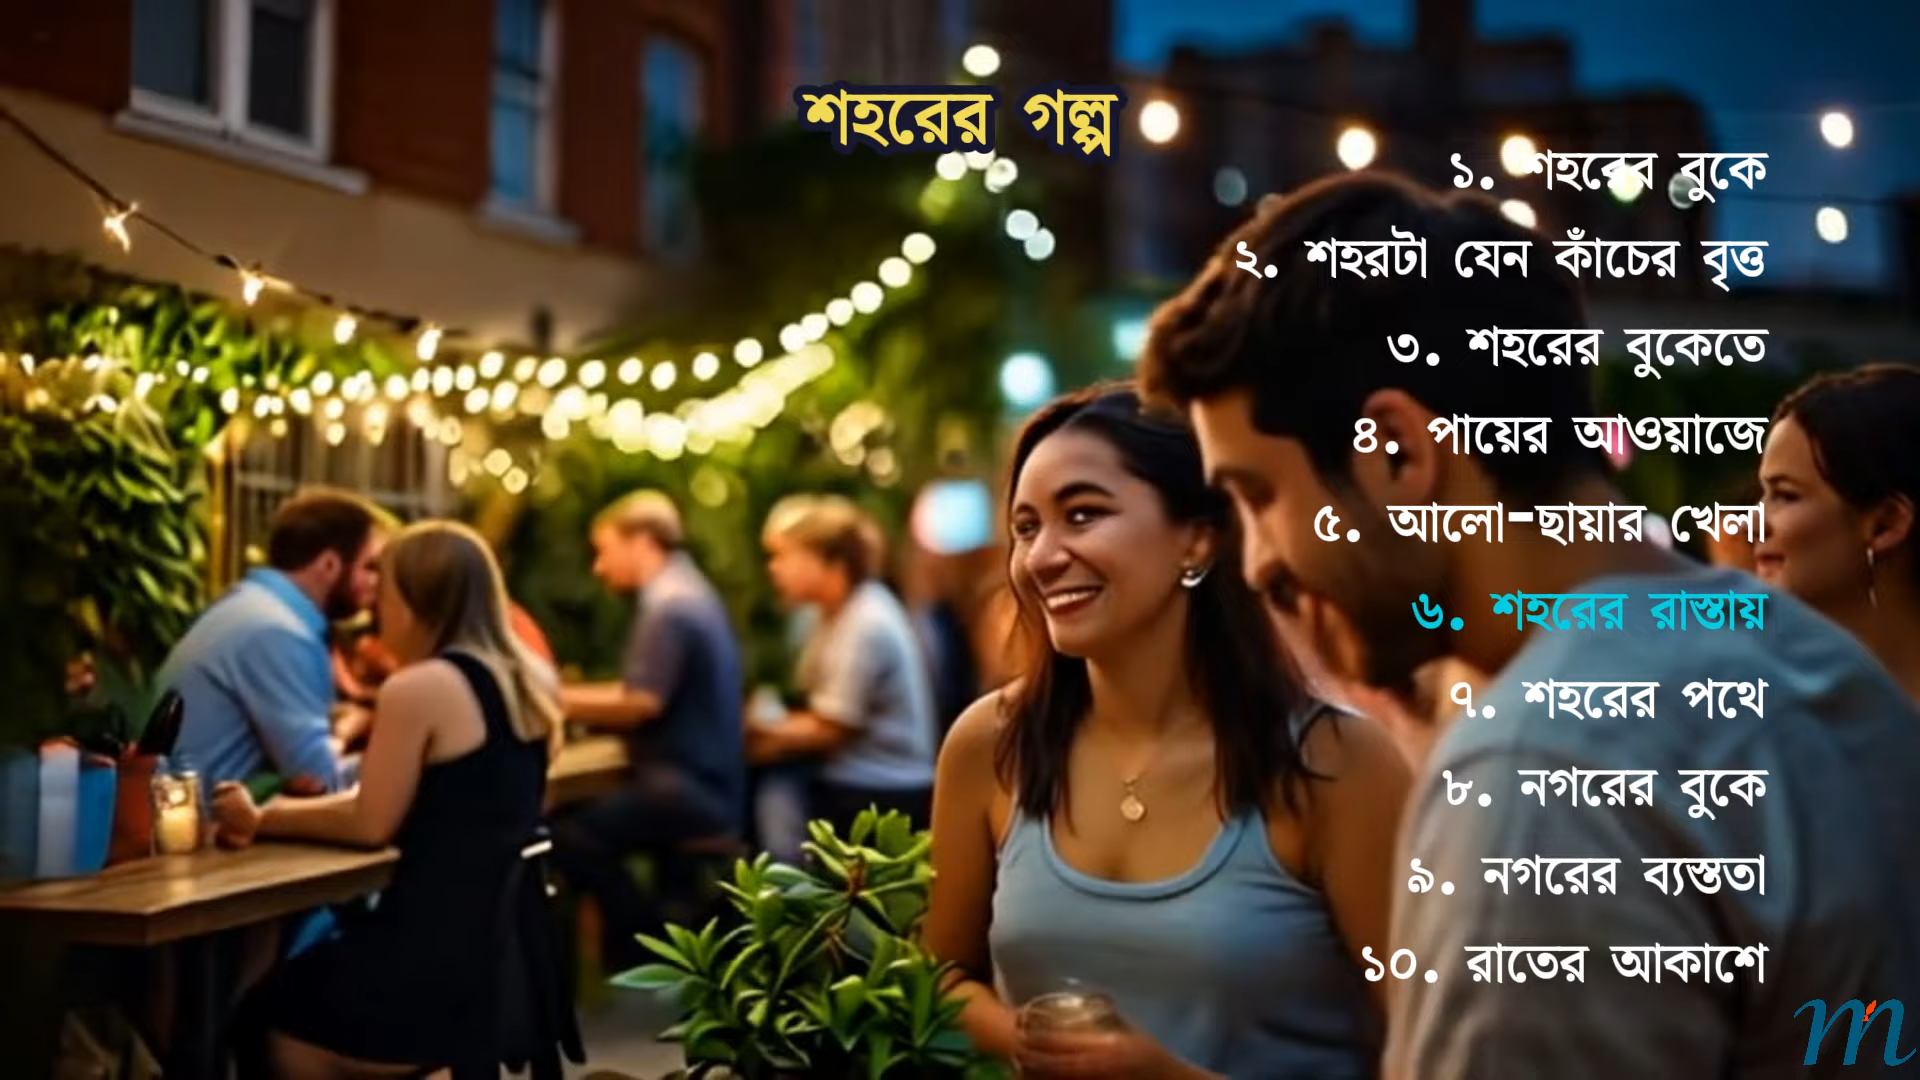 শহরের গল্প
১. শহরের বুকে
২. শহরটা যেন কাঁচের বৃত্ত
৩. শহরের বুকেতে
৪. পায়ের আওয়াজে
৫. আলো-ছায়ার খেলা
৬. শহরের রাস্তায়
৭. শহরের পথে
৮. নগরের বুকে
৯. নগরের ব্যস্ততা
১০. রাতের আকাশে
m